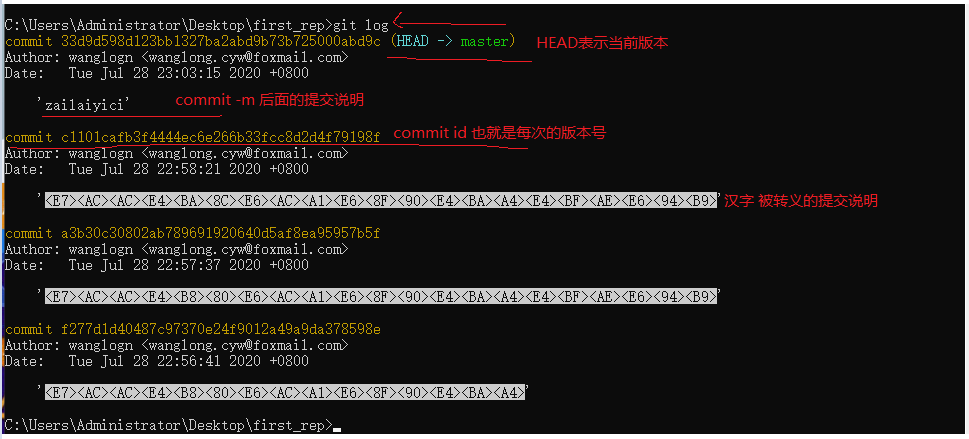 C:\Users\Administrator\Desktop\first_rep>git log
commit 33d9d598d123bb1327ba2abd9b73b725000abd9c (HEAD -> master) HEAD表示当前版本
Author: wanglogn <wanglong.cyw@foxmail.com>
Date:   Tue Jul 28 23:03:15 2020 +0800
'zailaiyici' commit -m 后面的提交说明
commit c1101cafb3f4444ec6e266b33fcc8d2d4f79198f commit id 也就是每次的版本号
Author: wanglogn <wanglong.cyw@foxmail.com>
Date:   Tue Jul 28 22:58:21 2020 +0800
'<E7><AC><AC><E4><BA><8C><E6><AC><A1><E6><8F><90><E4><BA><A4><E4><BF><AE><E6><94><B9>' 汉字 被转义的提交说明
commit a3b30c30802ab789691920640d5af8ea95957b5f
Author: wanglogn <wanglong.cyw@foxmail.com>
Date:   Tue Jul 28 22:57:37 2020 +0800
'<E7><AC><AC><E4><B8><80><E6><AC><A1><E6><8F><90><E4><BA><A4><E4><BF><AE><E6><94><B9>'
commit f277d1d40487c97370e24f9012a49a9da378598e
Author: wanglogn <wanglong.cyw@foxmail.com>
Date:   Tue Jul 28 22:56:41 2020 +0800
'<E7><AC><AC><E4><B8><80><E6><AC><A1><E6><8F><90><E4><BA><A4>'
C:\Users\Administrator\Desktop\first_rep>